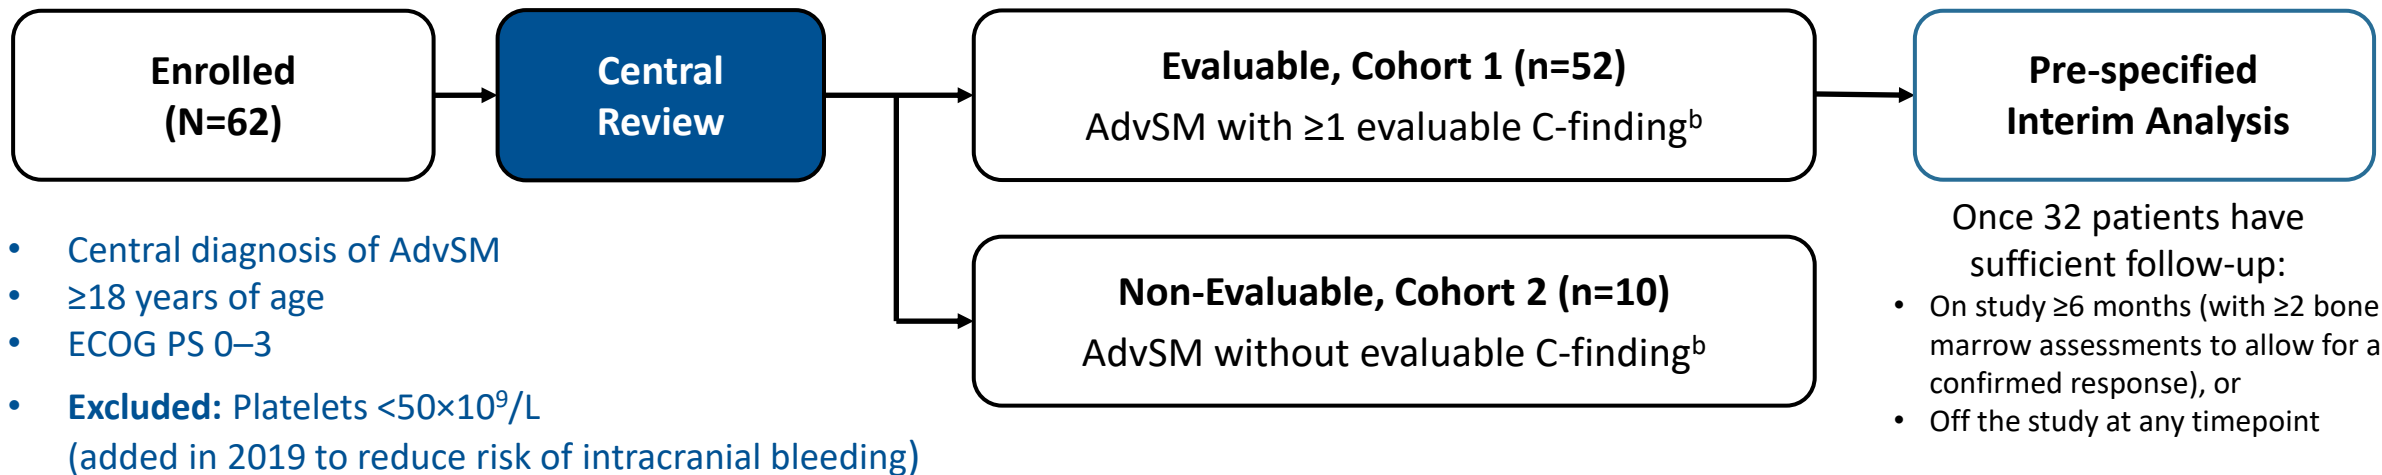 Enrolled
(N=62)
Central
Review
Evaluable, Cohort 1 (n=52)
AdvSM with ≥1 evaluable C-findingᵇ
Pre-specified
Interim Analysis
• Central diagnosis of AdvSM
• ≥18 years of age
• ECOG PS 0–3
• Excluded: Platelets <50×10⁹/L
(added in 2019 to reduce risk of intracranial bleeding)
Non-Evaluable, Cohort 2 (n=10)
AdvSM without evaluable C-findingᵇ
Once 32 patients have
sufficient follow-up:
• On study ≥6 months (with ≥2 bone
marrow assessments to allow for a
confirmed response), or
• Off the study at any timepoint